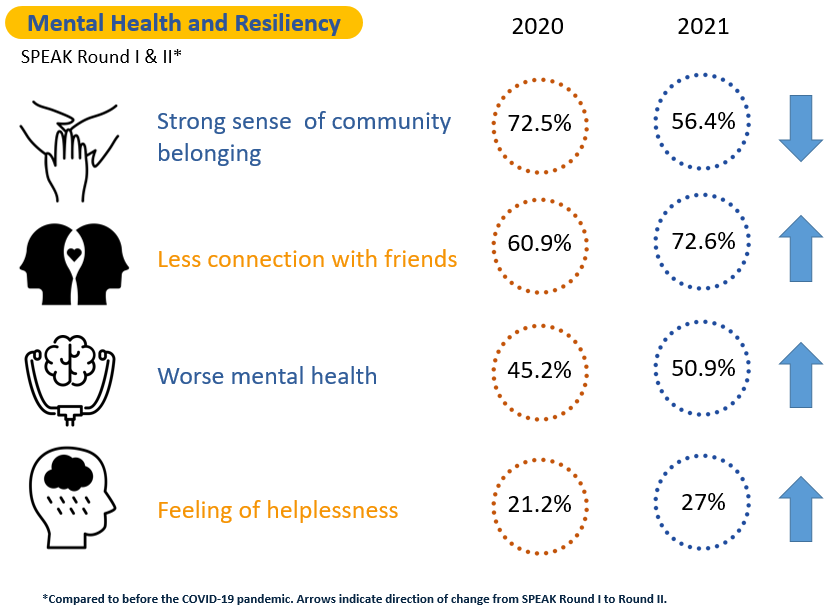 Mental Health and Resiliency
2020 2021
SPEAK Round I & II*
Strong sense of community
belonging
72.5% 56.4%
Less connection with friends 60.9% 72.6%
Worse mental health 45.2% 50.9%
Feeling of helplessness 21.2% 27%
*Compared to before the COVID-19 pandemic. Arrows indicate direction of change from SPEAK Round I to Round II.